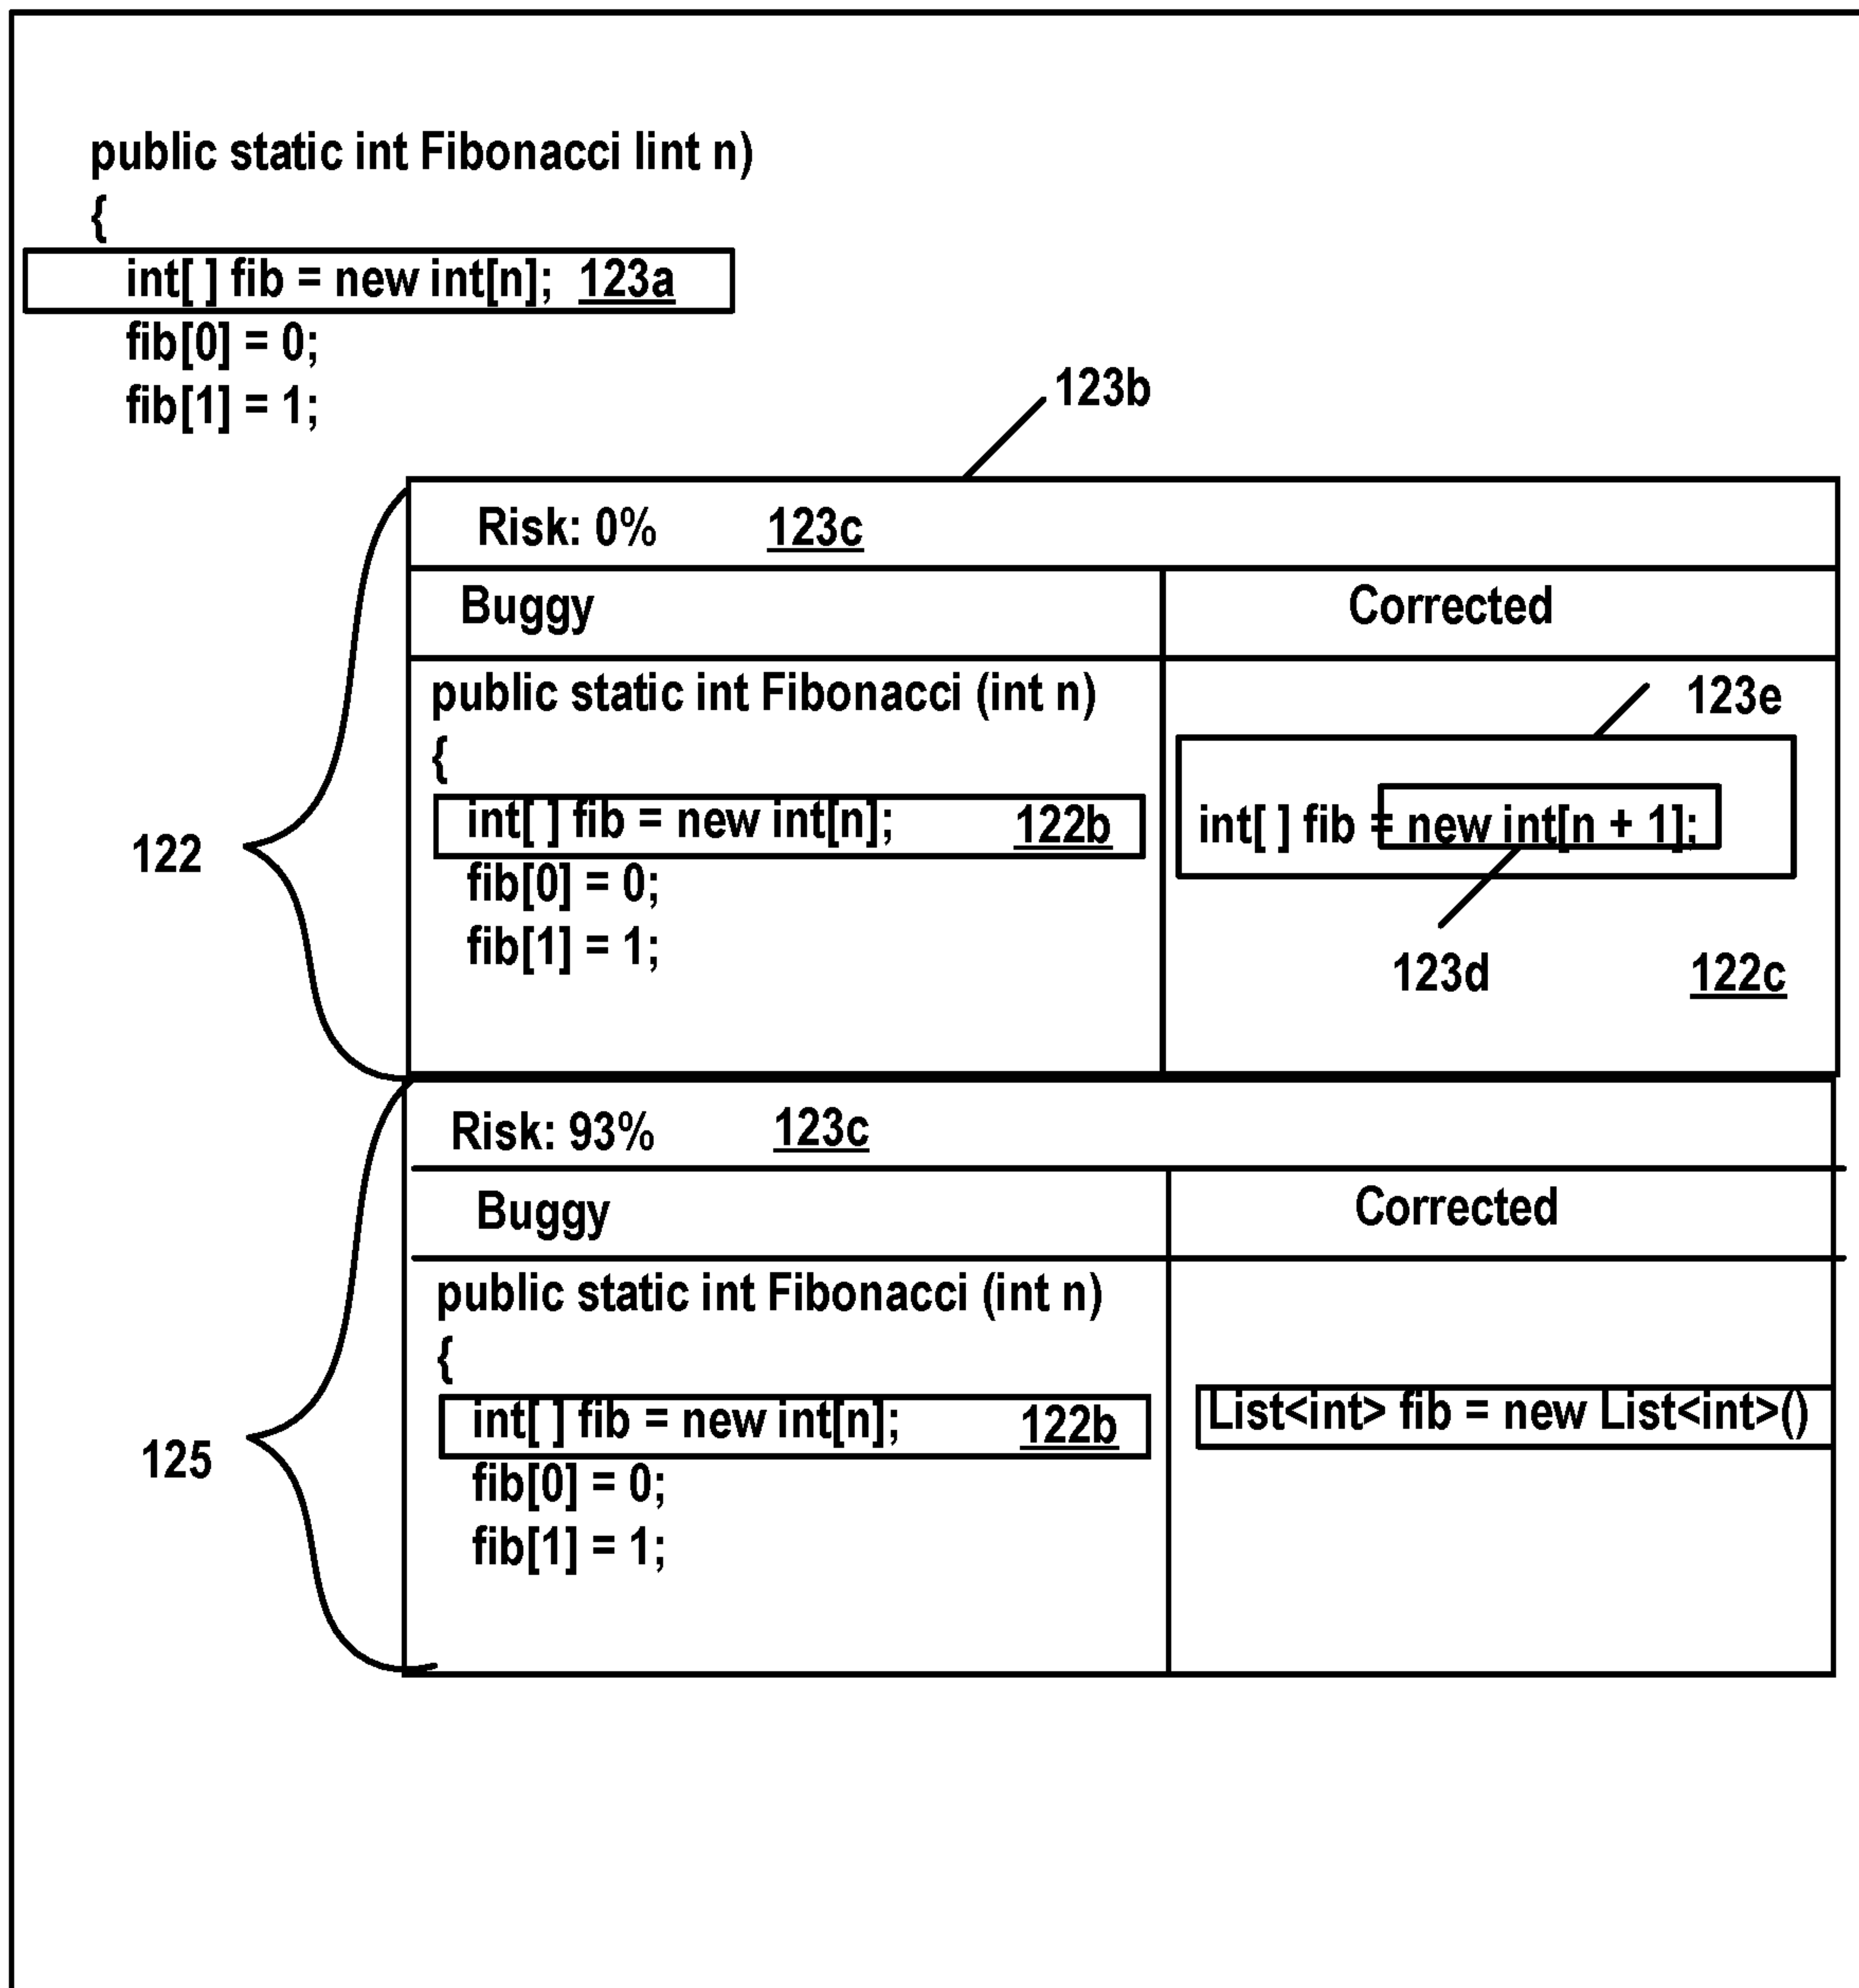 public static int Fibonacci lint n)
{
int[ ] fib = new int[n]; 123a
fib[0] = 0;
fib[1] = 1;
123b
122
Risk: 0% 123c
Buggy Corrected
public static int Fibonacci (int n)
{
int[ ] fib = new int[n]; 122b
fib[0] = 0;
fib[1] = 1;
123e
int[ ] fib = new int[n + 1];
123d 122c
125
Risk: 93% 123c
Buggy Corrected
public static int Fibonacci (int n)
{
int[ ] fib = new int[n]; 122b
fib[0] = 0;
fib[1] = 1;
List<int> fib = new List<int>()